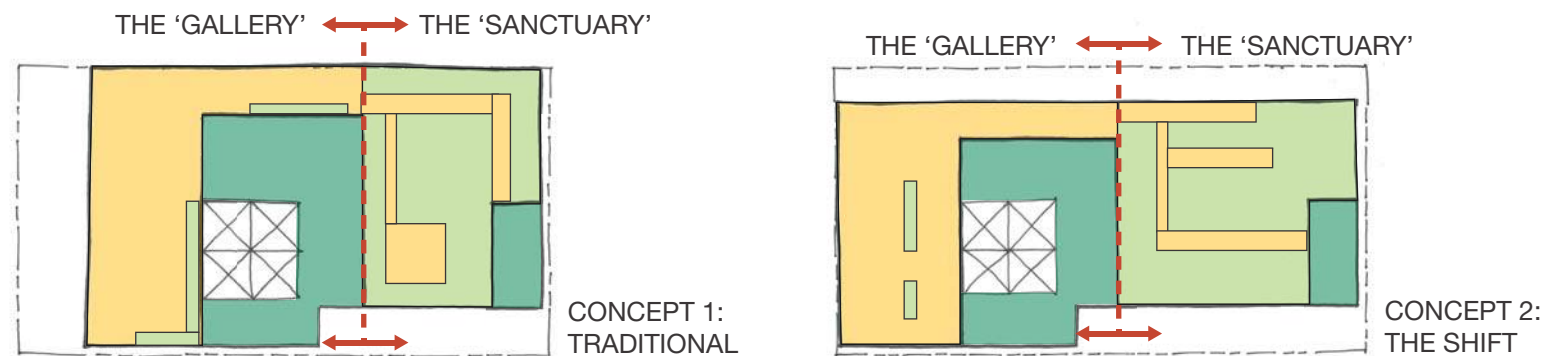 THE ‘GALLERY’ THE ‘SANCTUARY’
CONCEPT 1:
TRADITIONAL
THE ‘GALLERY’ THE ‘SANCTUARY’
CONCEPT 2:
THE SHIFT